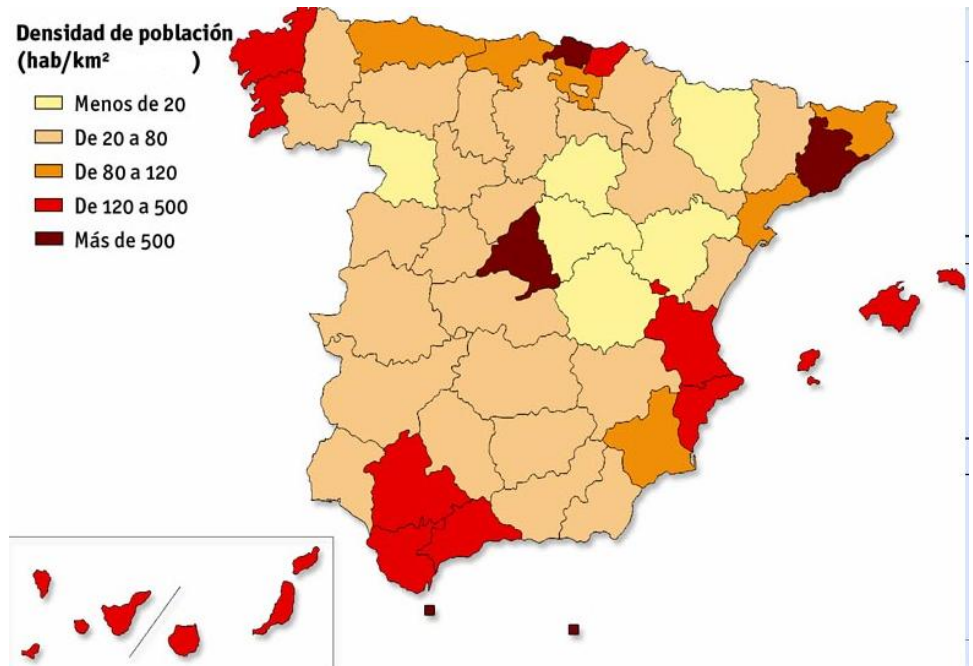 Densidad de población
(hab/km² )
Menos de 20
De 20 a 80
De 80 a 120
De 120 a 500
Más de 500